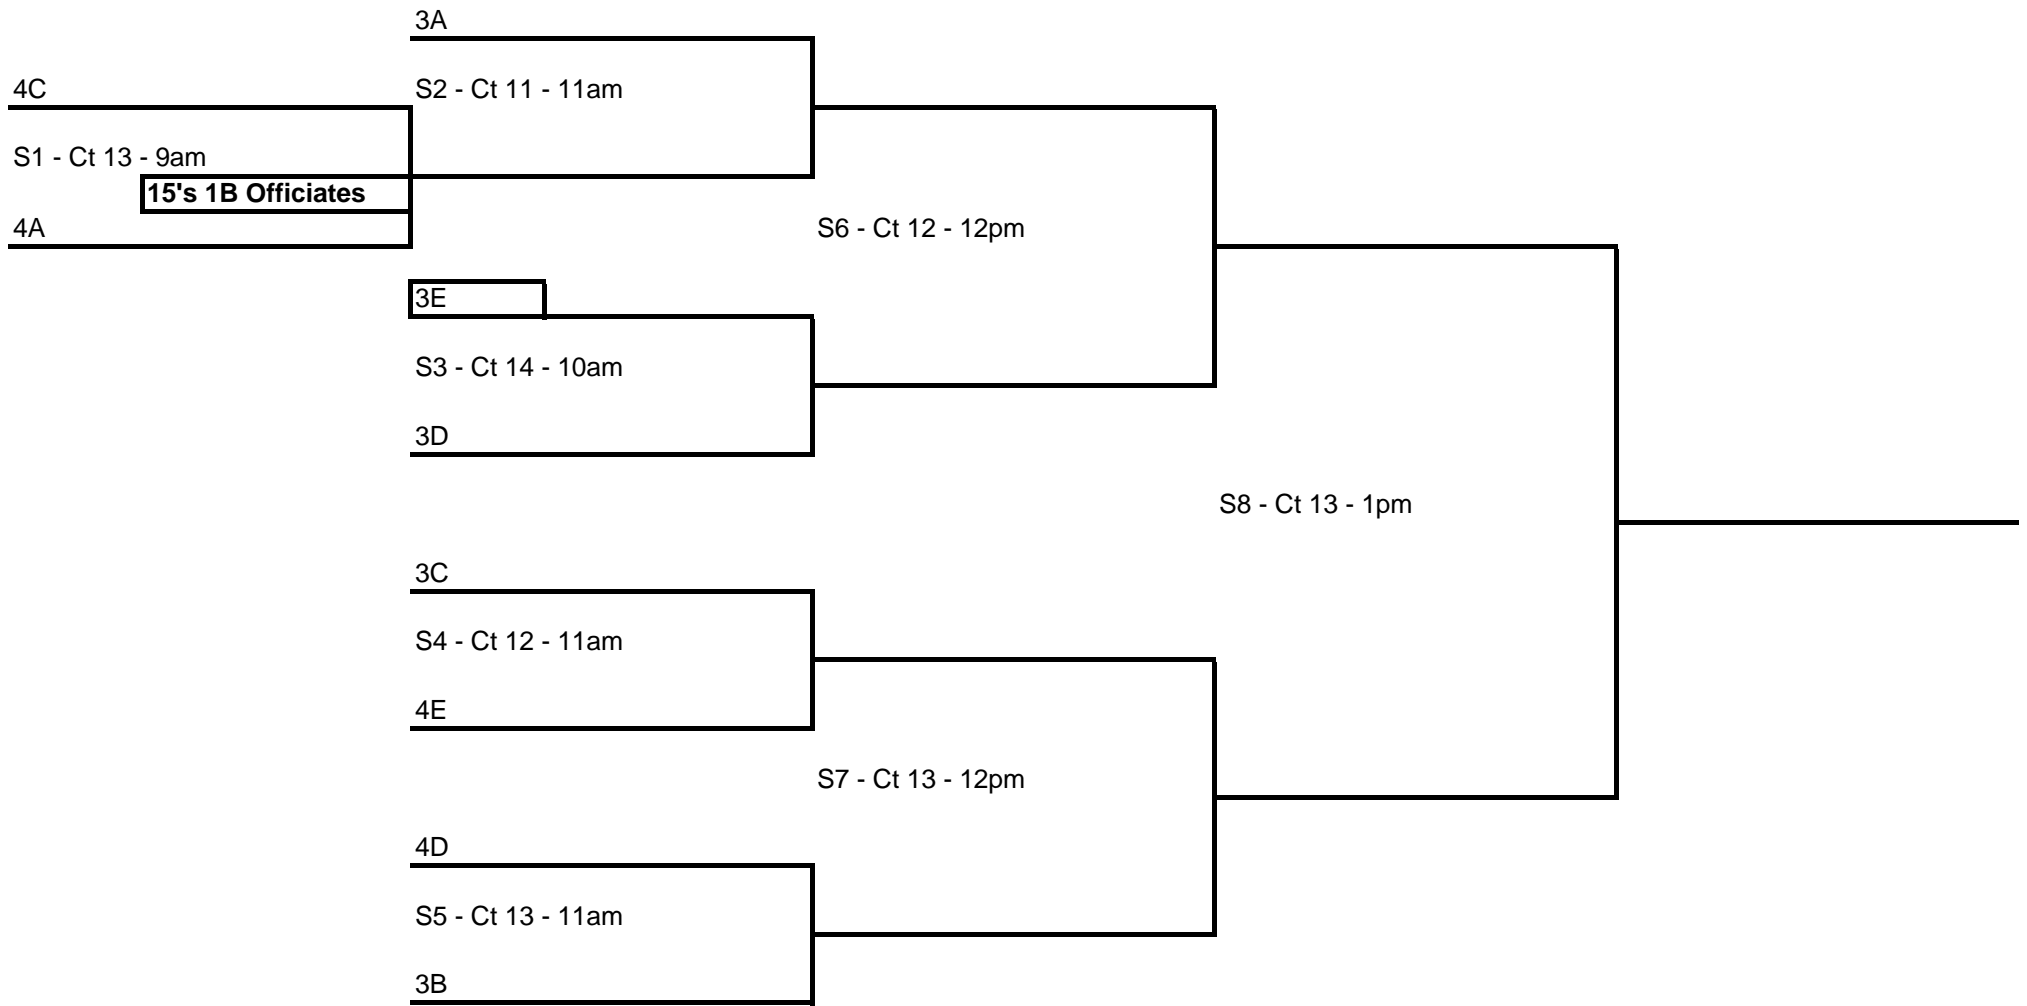 3A
4C
S2 - Ct 11 - 11am
S1 - Ct 13 - 9am
15's 1B Officiates
4A
S6 - Ct 12 - 12pm
3E
S3 - Ct 14 - 10am
3D
S8 - Ct 13 - 1pm
3C
S4 - Ct 12 - 11am
4E
S7 - Ct 13 - 12pm
4D
S5 - Ct 13 - 11am
3B